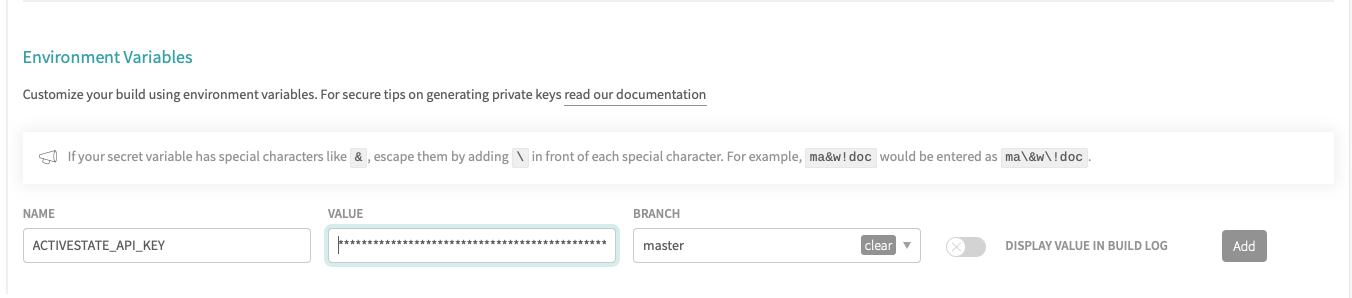 Environment Variables
Customize your build using environment variables. For secure tips on generating private keys read our documentation
If your secret variable has special characters like & , escape them by adding \ in front of each special character. For example, ma&w!doc would be entered as ma\&w\!doc .
NAME VALUE BRANCH
ACTIVESTATE_API_KEY *********************************************** master clear DISPLAY VALUE IN BUILD LOG Add